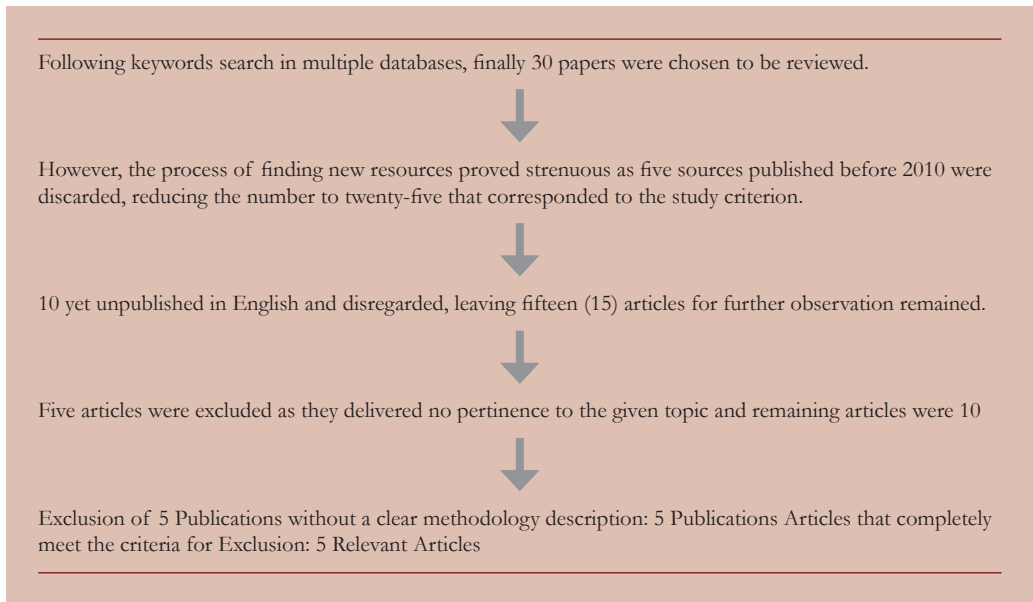 Following keywords search in multiple databases, finally 30 papers were chosen to be reviewed.
However, the process of finding new resources proved strenuous as five sources published before 2010 were
discarded, reducing the number to twenty-five that corresponded to the study criterion.
10 yet unpublished in English and disregarded, leaving fifteen (15) articles for further observation remained.
Five articles were excluded as they delivered no pertinence to the given topic and remaining articles were 10
Exclusion of 5 Publications without a clear methodology description: 5 Publications Articles that completely
meet the criteria for Exclusion: 5 Relevant Articles